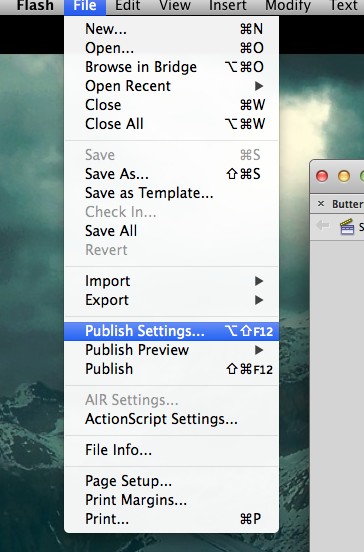 Flash File Edit View Insert Modify Text
New... ⌘N
Open... ⌘O
Browse in Bridge ⌥⌘O
Open Recent ▶
Close ⌘W
Close All ⌥⌘W
Save ⌘S
Save As... ⇧⌘S
Save as Template...
Check In...
Save All
Revert
Import ▶
Export ▶
Publish Settings... ⌥⇧F12
Publish Preview ▶
Publish ⇧⌘F12
AIR Settings...
ActionScript Settings...
File Info...
Page Setup...
Print Margins...
Print... ⌘P
× Butter
S